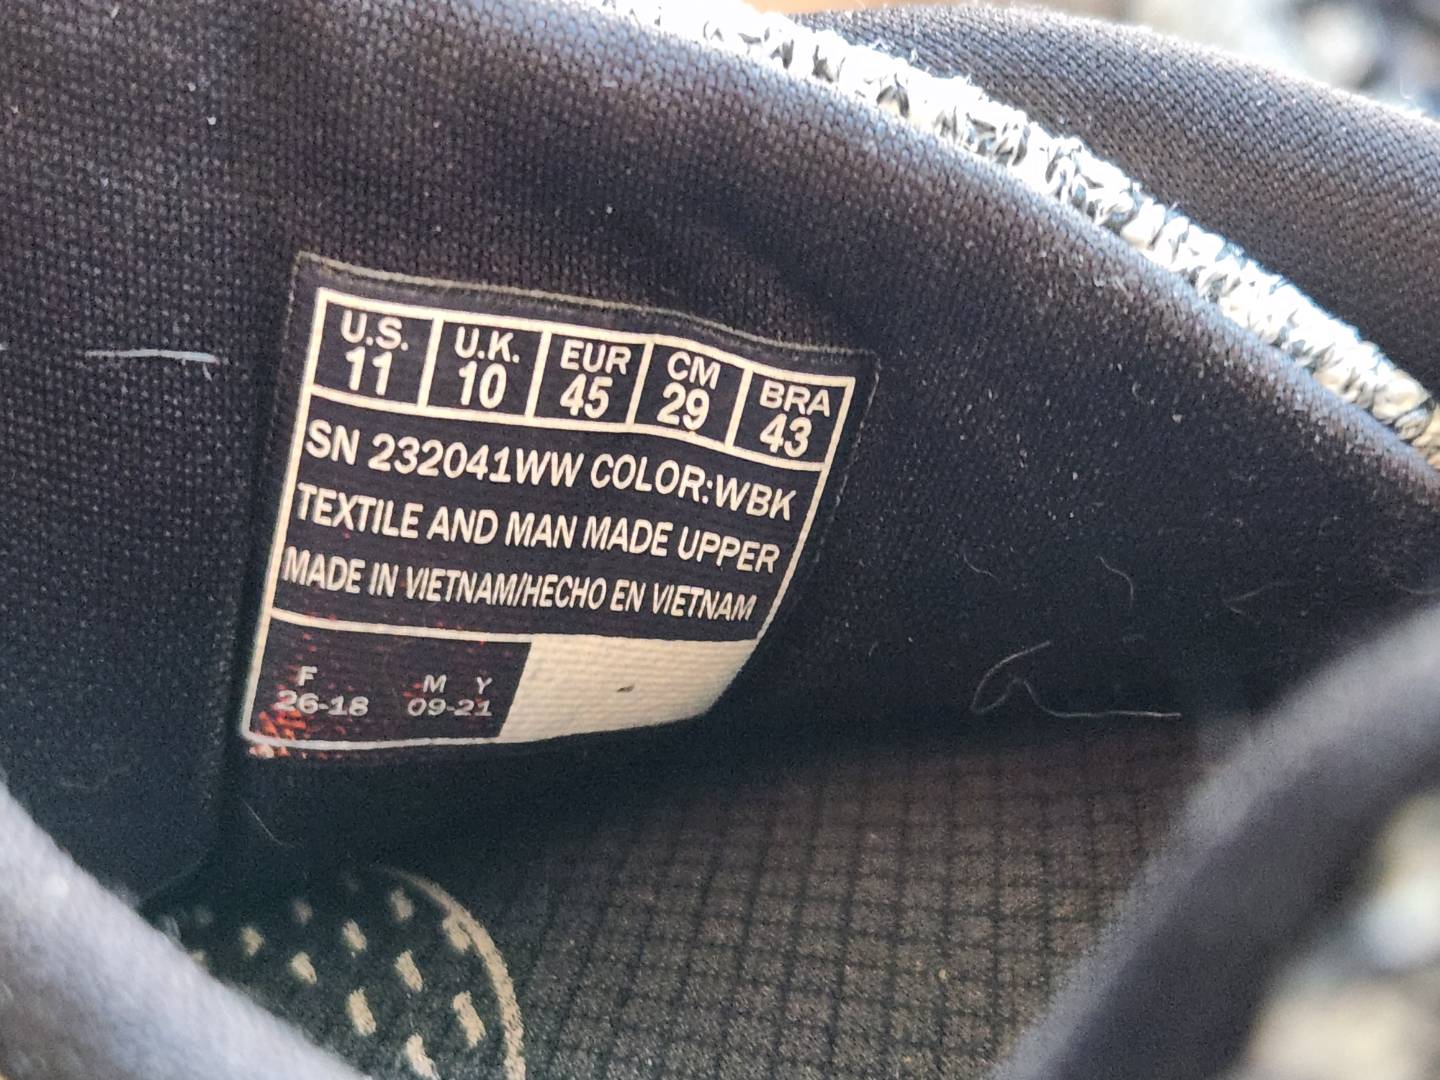 U.S. U.K. EUR CM BRA
11 10 45 29 43
SN 232041WW COLOR:WBK
TEXTILE AND MAN MADE UPPER
MADE IN VIETNAM/HECHO EN VIETNAM
F M Y
26-18 09-21